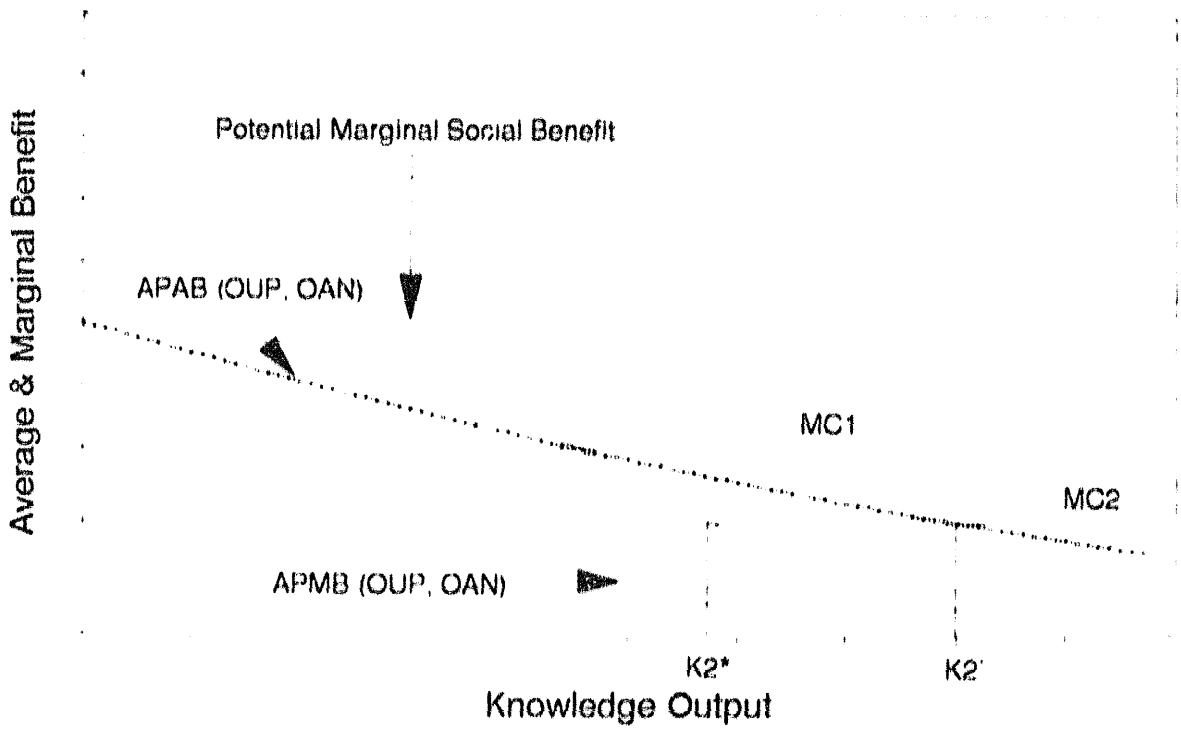 Average & Marginal Benefit
Potential Marginal Social Benefit
APAB (OUP, OAN)
MC1
MC2
APMB (OUP, OAN)
K2*
K2'
Knowledge Output